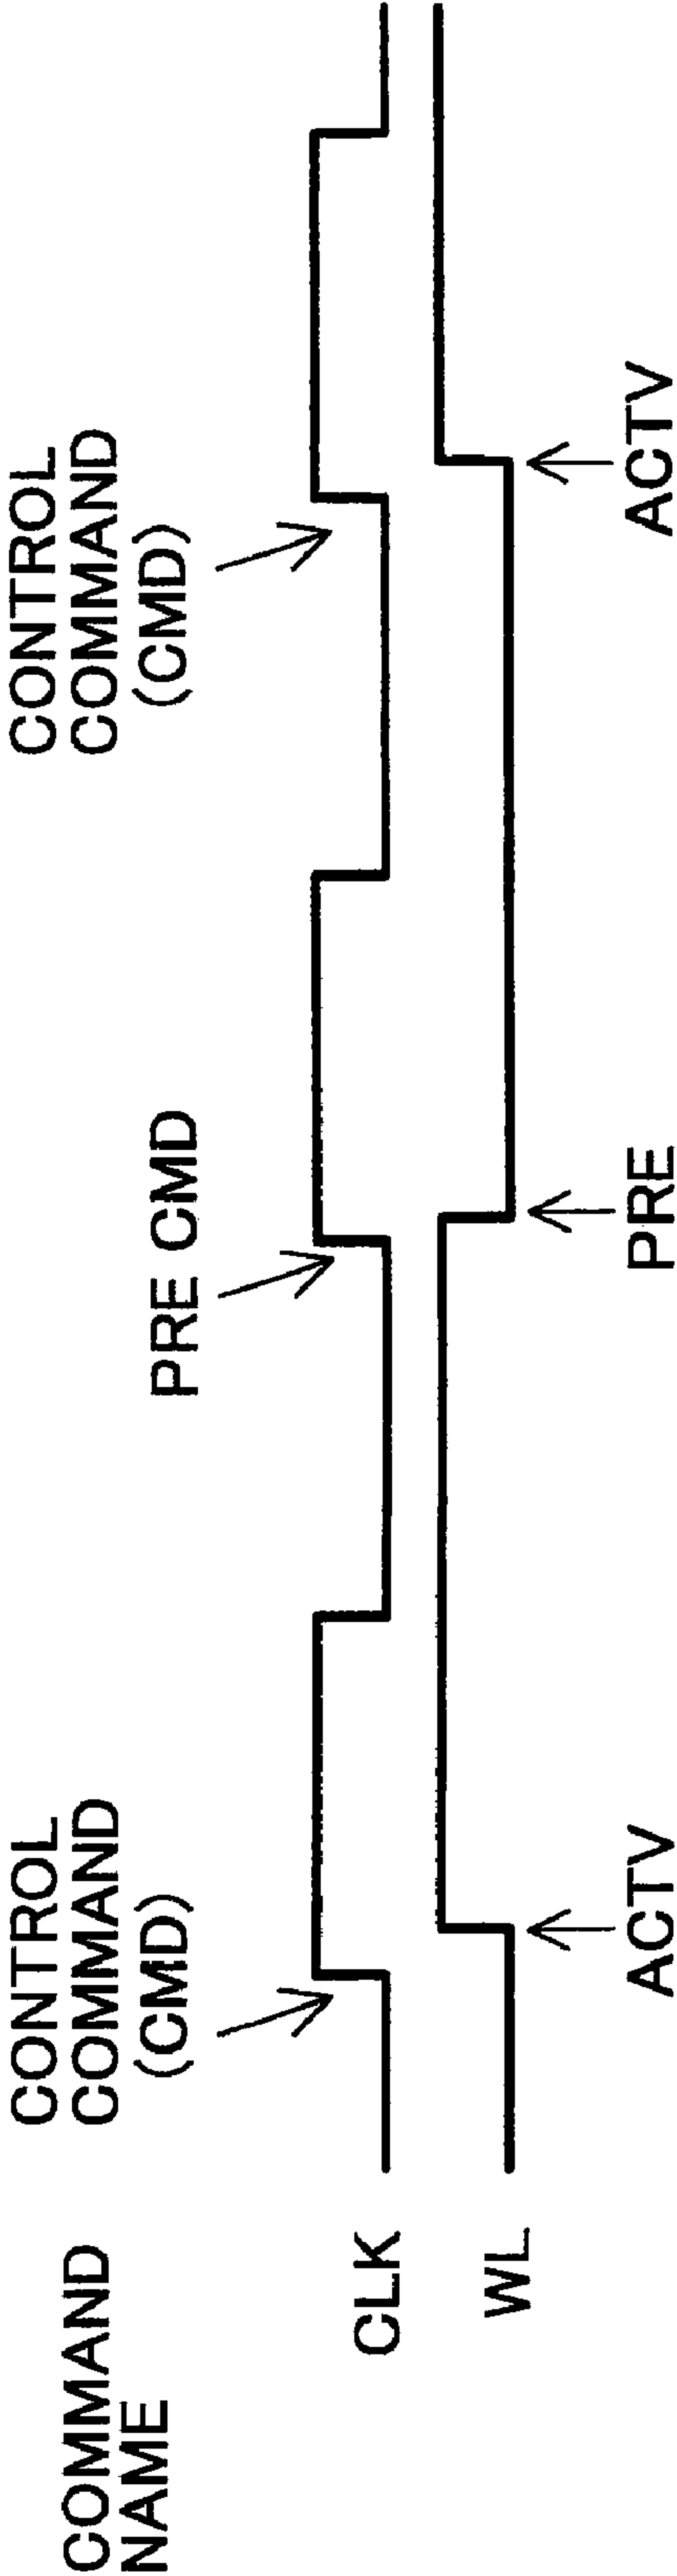 COMMAND
NAME
CONTROL
COMMAND
(CMD)
PRE CMD
CONTROL
COMMAND
(CMD)
CLK
WL
ACTV
PRE
ACTV